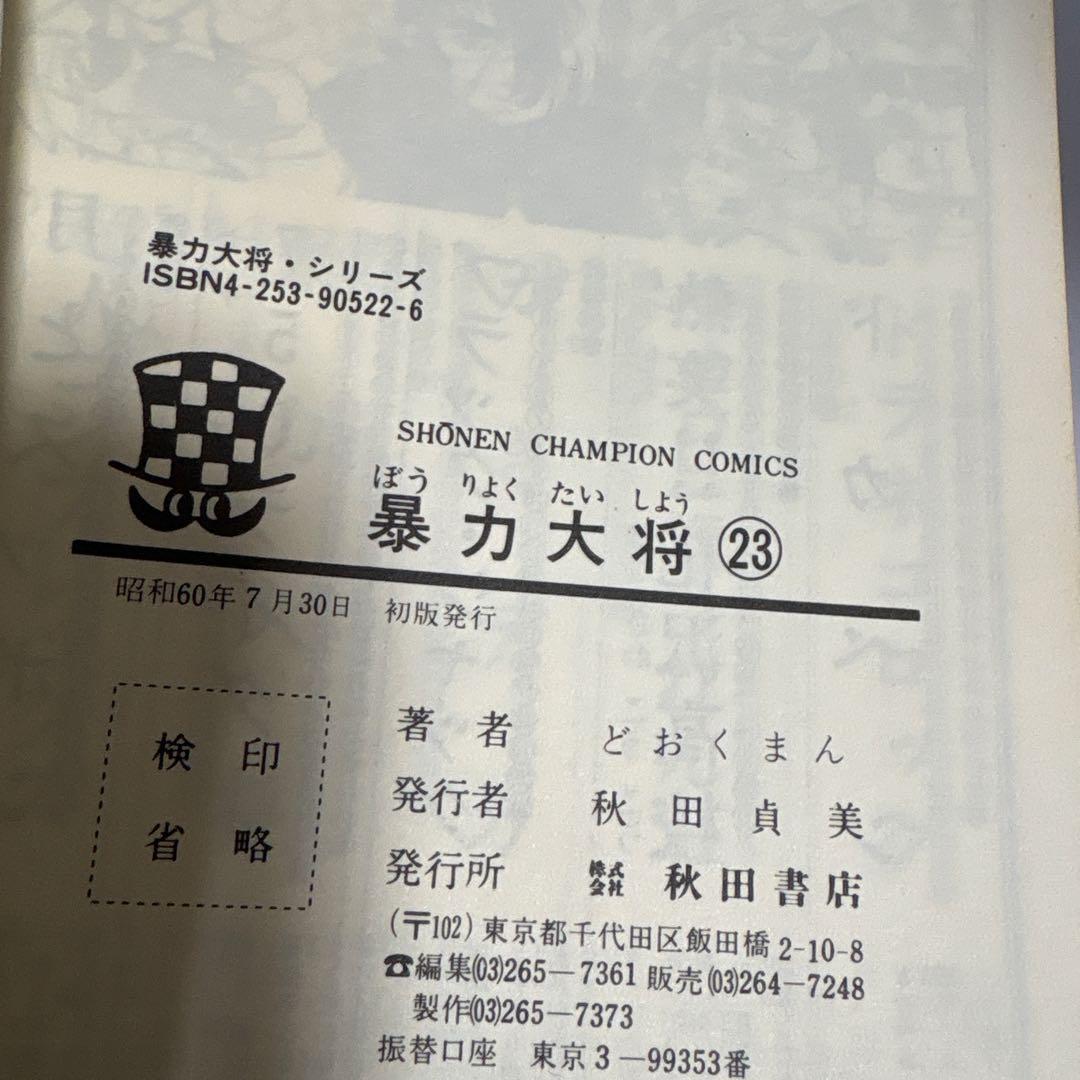 暴力大将・シリーズ
ISBN4-253-90522-6
SHŌNEN CHAMPION COMICS
ぼう りよく たい しよう
暴力大将 ㉓
昭和60年7月30日 初版発行
検印
省略
著者 どおくまん
発行者 秋田貞美
発行所 株式会社 秋田書店
(〒102) 東京都千代田区飯田橋 2-10-8
☎編集(03)265―7361 販売(03)264―7248
製作(03)265―7373
振替口座 東京3―99353番